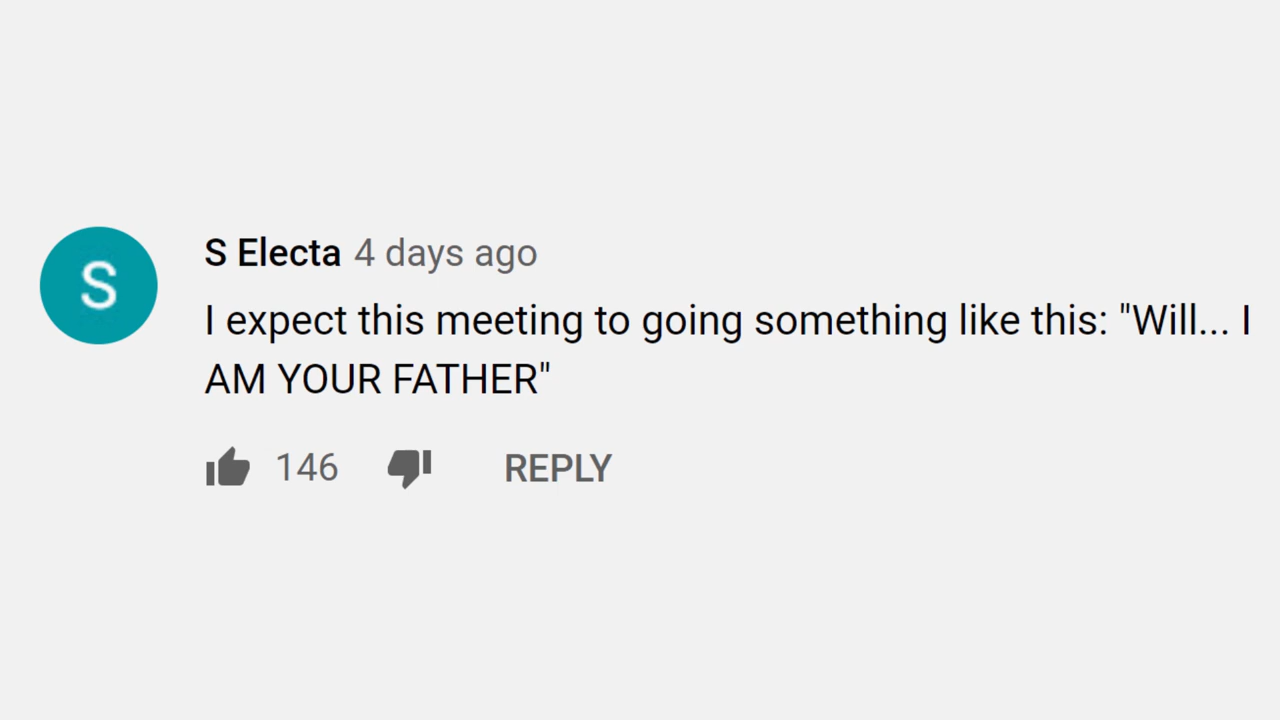 S
S Electa 4 days ago
I expect this meeting to going something like this: "Will... I
AM YOUR FATHER"
146 REPLY